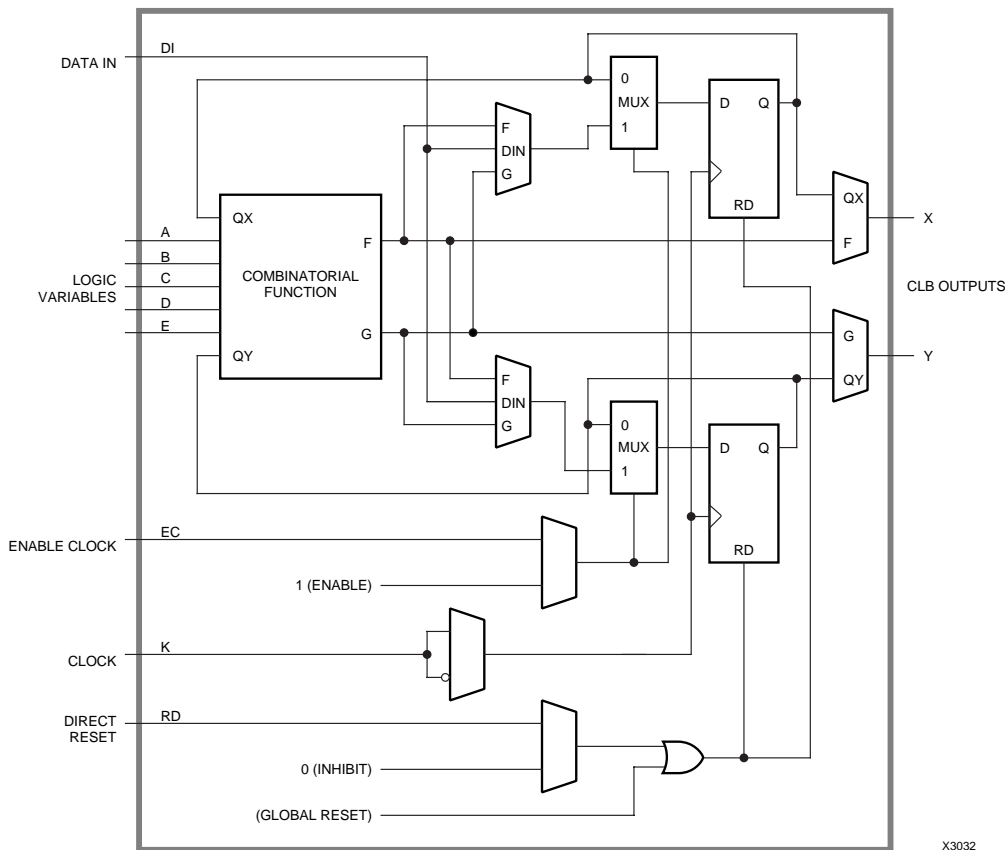 DI
DATA IN
0
MUX
1
D
Q
RD
F
DIN
G
QX
F
X
QX
A
B
LOGIC
VARIABLES
C
D
E
QY
COMBINATORIAL
FUNCTION
F
G
CLB OUTPUTS
G
QY
Y
F
DIN
G
0
MUX
1
D
Q
RD
ENABLE CLOCK
EC
1 (ENABLE)
CLOCK
K
DIRECT
RESET
RD
0 (INHIBIT)
(GLOBAL RESET)
X3032